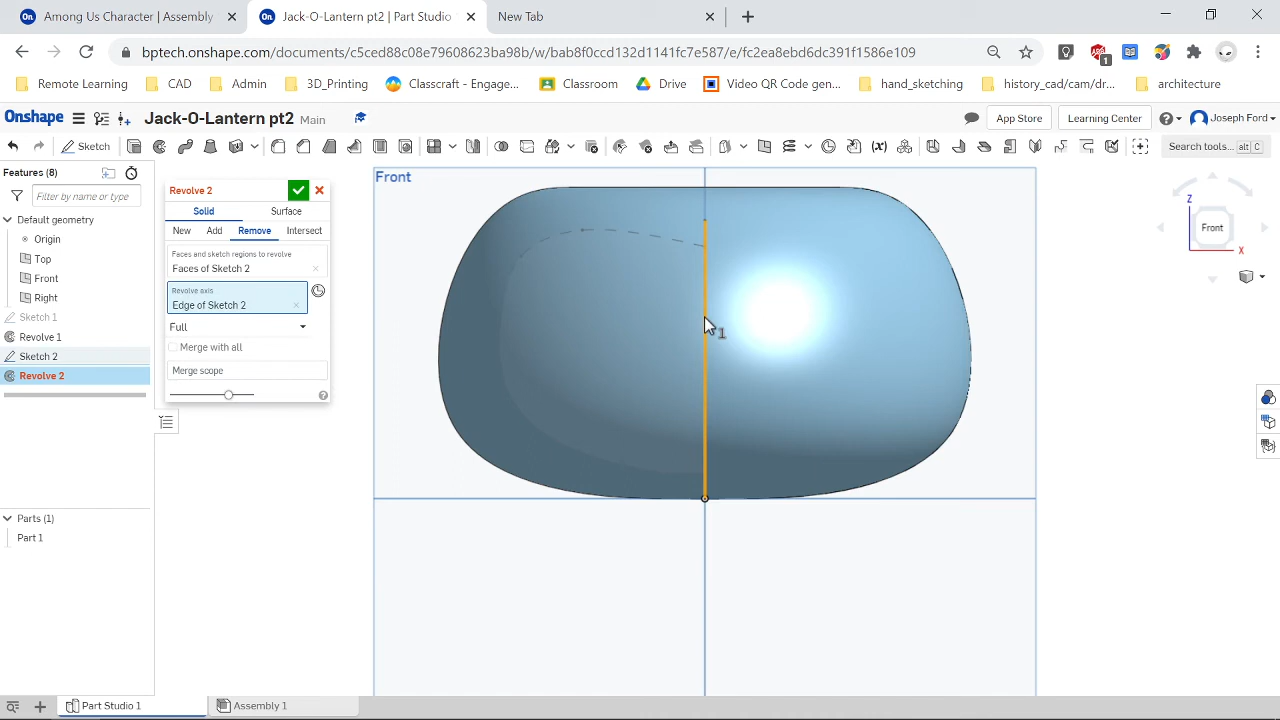 Among Us Character | Assembly
Jack-O-Lantern pt2 | Part Studio
New Tab
bptech.onshape.com/documents/c5ced88c08e79608623ba98b/w/bab8f0ccd132d1141fc7e587/e/fc2ea8ebd6dc391f1586e109
Remote Learning
CAD
Admin
3D_Printing
Classcraft - Engage...
Classroom
Drive
Video QR Code gen...
hand_sketching
history_cad/cam/dr...
architecture
Onshape
Jack-O-Lantern pt2 Main
App Store
Learning Center
Joseph Ford
Sketch
Search tools... alt C
Features (8)
Filter by name or type
Default geometry
Origin
Top
Front
Right
Sketch 1
Revolve 1
Sketch 2
Revolve 2
Parts (1)
Part 1
Revolve 2
Solid Surface
New Add Remove Intersect
Faces and sketch regions to revolve
Faces of Sketch 2
Revolve axis
Edge of Sketch 2
Full
Merge with all
Merge scope
Front
1
Z
Front
X
Part Studio 1
Assembly 1